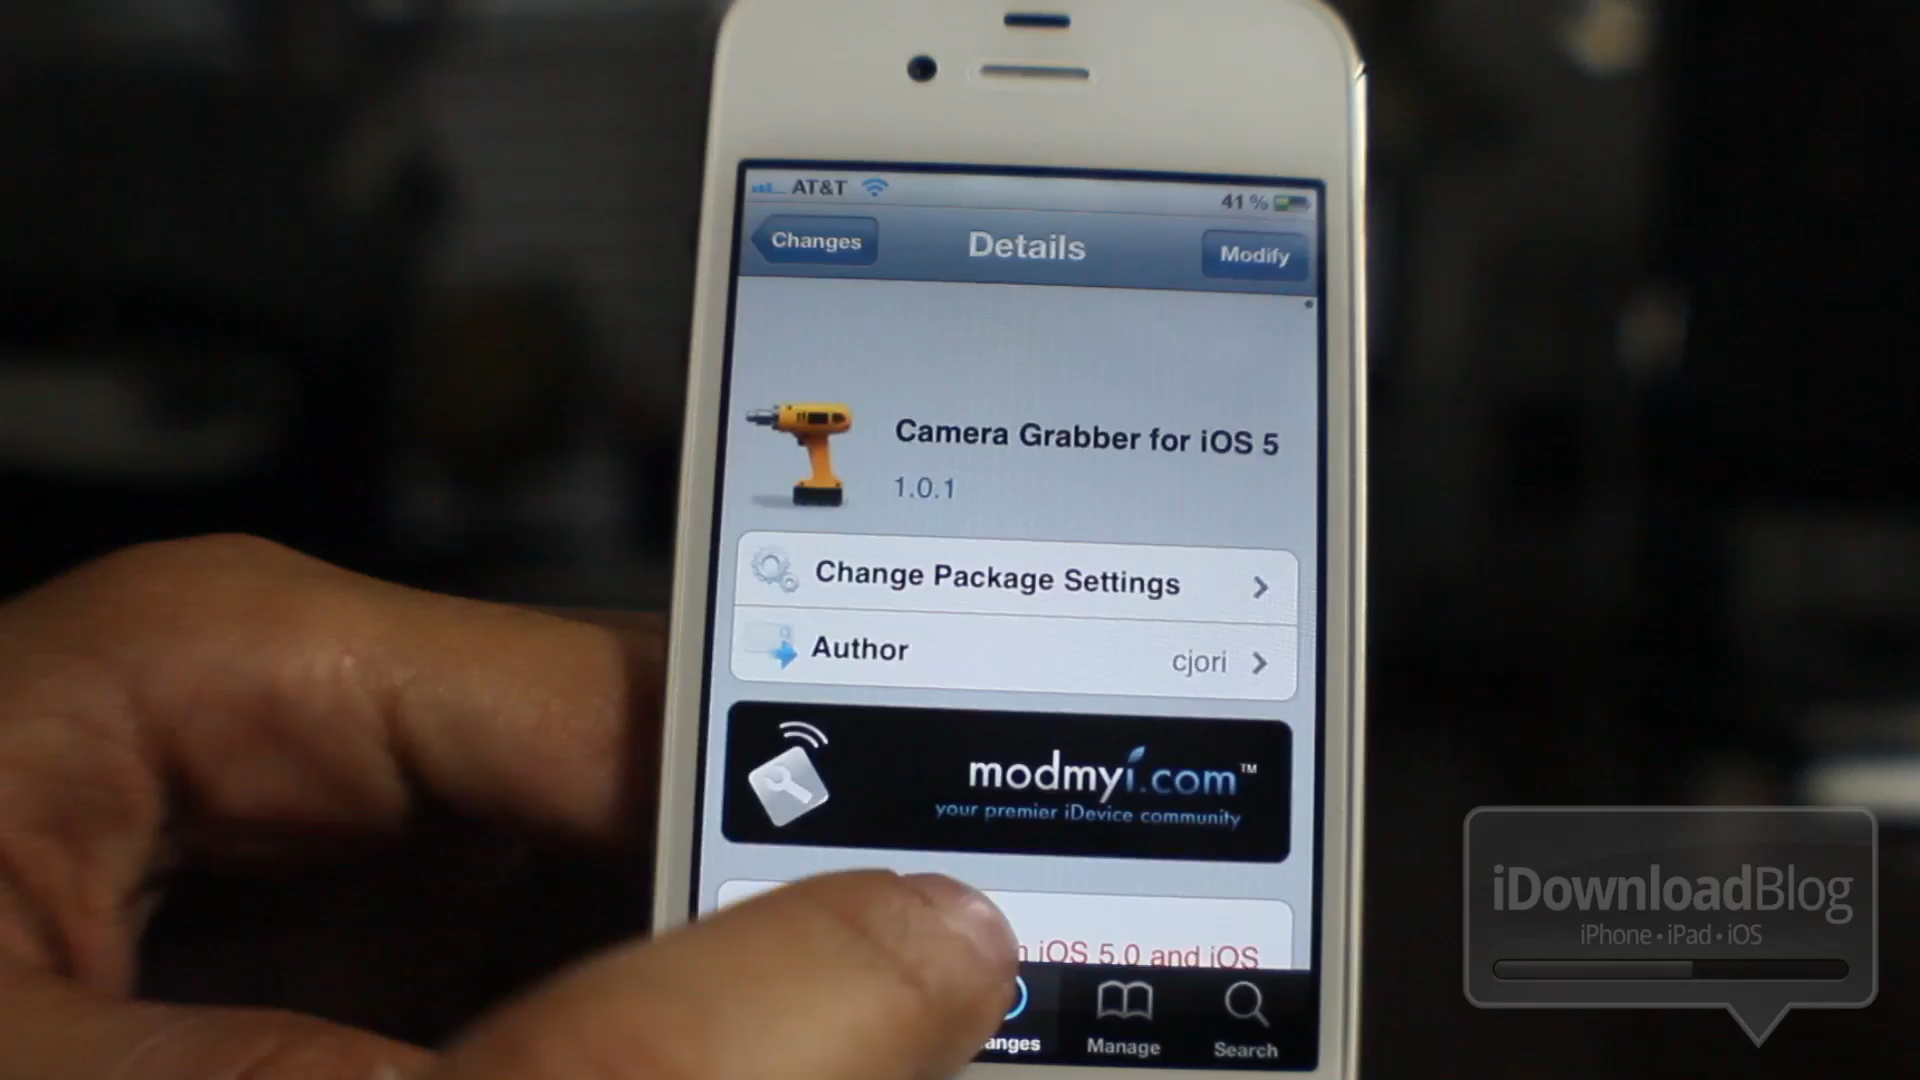 AT&T
41 %
Changes
Details
Modify
Camera Grabber for iOS 5
1.0.1
Change Package Settings
Author
cjori
modmyi.com™
your premier iDevice community
iOS 5.0 and iOS
anges
Manage
Search
iDownloadBlog
iPhone • iPad • iOS